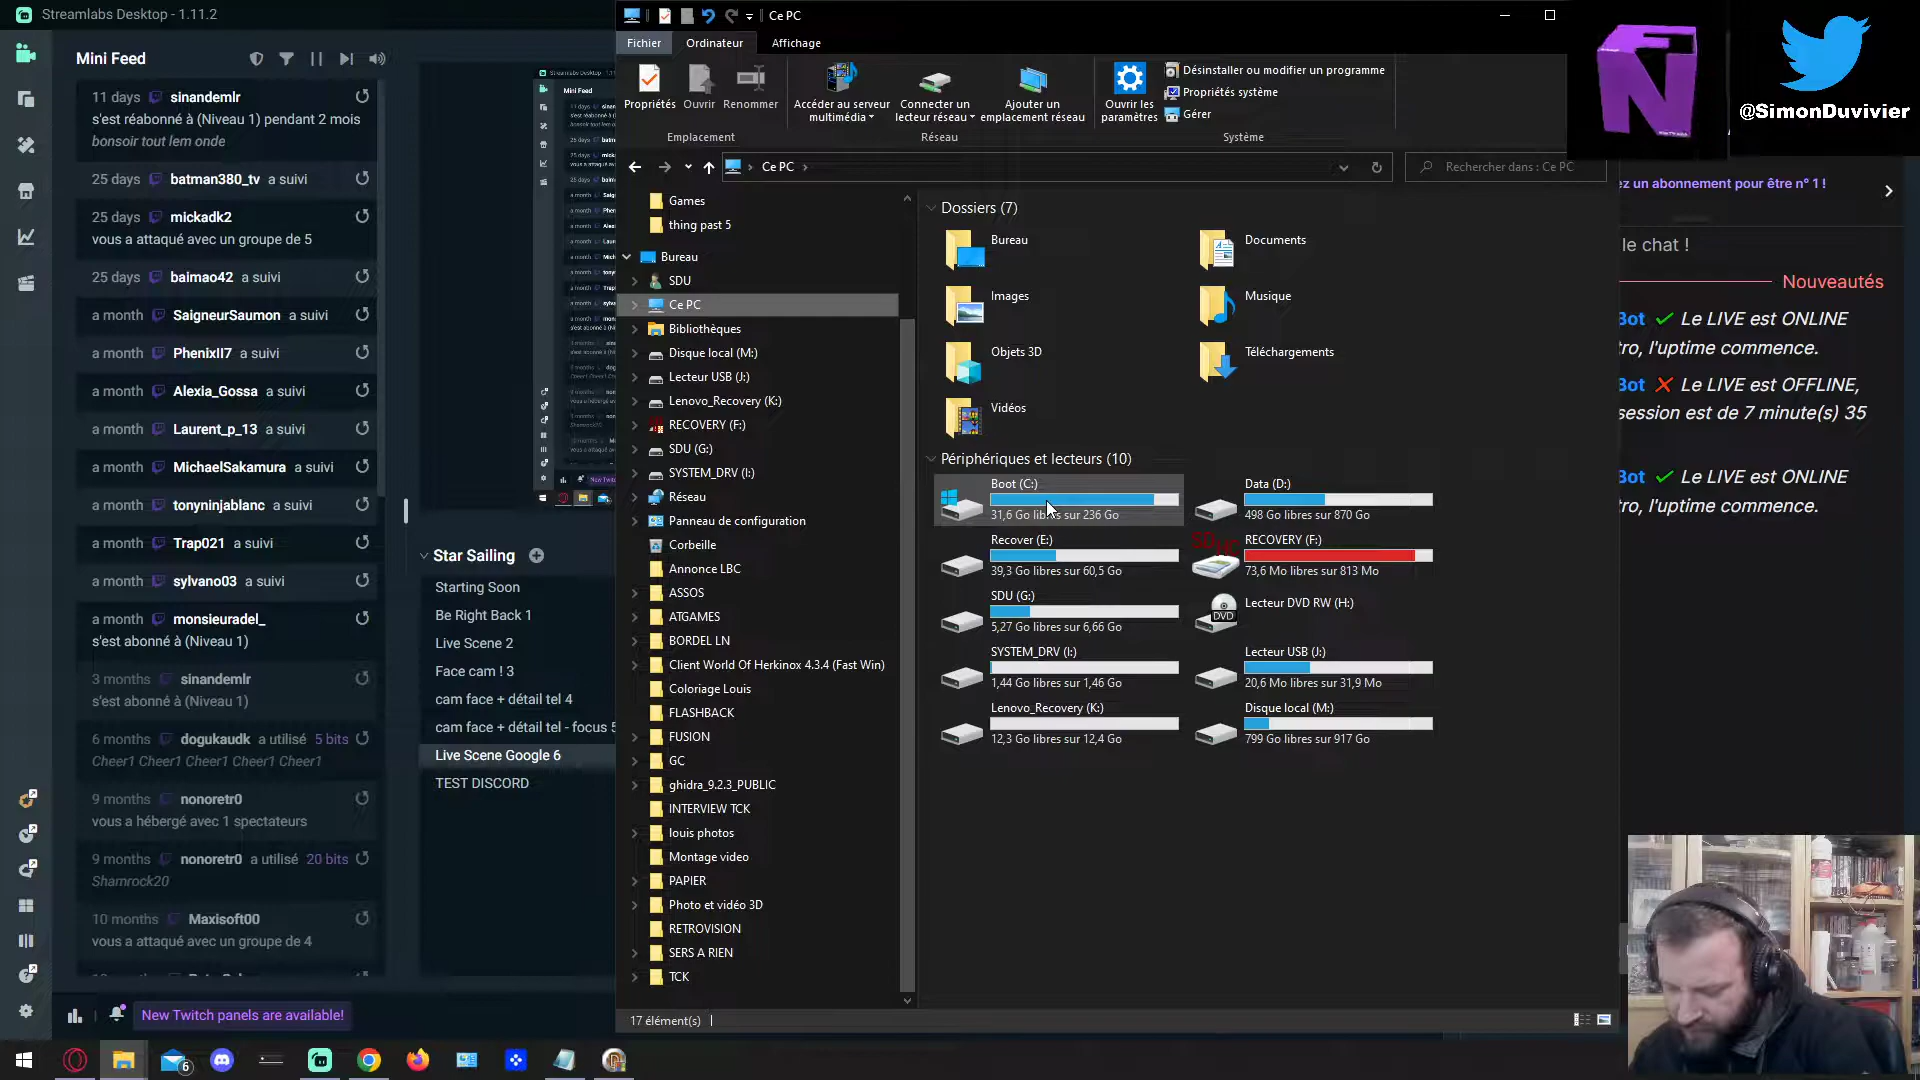 Streamlabs Desktop - 1.11.2
Mini Feed
11 days sinandemlr
s'est réabonné à (Niveau 1) pendant 2 mois
bonsoir tout lem onde
25 days batman380_tv a suivi
25 days mickadk2
vous a attaqué avec un groupe de 5
25 days baimao42 a suivi
a month SaigneurSaumon a suivi
a month PhenixII7 a suivi
a month Alexia_Gossa a suivi
a month Laurent_p_13 a suivi
a month MichaelSakamura a suivi
a month tonyninjablanc a suivi
a month Trap021 a suivi
a month sylvano03 a suivi
a month monsieuradel_
s'est abonné à (Niveau 1)
3 months sinandemlr
s'est abonné à (Niveau 1)
6 months dogukaudk a utilisé 5 bits
Cheer1 Cheer1 Cheer1 Cheer1 Cheer1
9 months nonoretr0
vous a hébergé avec 1 spectateurs
9 months nonoretr0 a utilisé 20 bits
Shamrock20
10 months Maxisoft00
vous a attaqué avec un groupe de 4
New Twitch panels are available!
Star Sailing
Starting Soon
Be Right Back 1
Live Scene 2
Face cam ! 3
cam face + détail tel 4
cam face + détail tel - focus 5
Live Scene Google 6
TEST DISCORD
Ce PC
Fichier Ordinateur Affichage
Propriétés Ouvrir Renommer
Accéder au serveur multimédia
Connecter un lecteur réseau
Ajouter un emplacement réseau
Ouvrir les paramètres
Désinstaller ou modifier un programme
Propriétés système
Gérer
Emplacement Réseau Système
Ce PC
Rechercher dans : Ce PC
Games
thing past 5
Bureau
SDU
Ce PC
Bibliothèques
Disque local (M:)
Lecteur USB (J:)
Lenovo_Recovery (K:)
RECOVERY (F:)
SDU (G:)
SYSTEM_DRV (I:)
Réseau
Panneau de configuration
Corbeille
Annonce LBC
ASSOS
ATGAMES
BORDEL LN
Client World Of Herkinox 4.3.4 (Fast Win)
Coloriage Louis
FLASHBACK
FUSION
GC
ghidra_9.2.3_PUBLIC
INTERVIEW TCK
louis photos
Montage video
PAPIER
Photo et vidéo 3D
RETROVISION
SERS A RIEN
TCK
Dossiers (7)
Bureau
Documents
Images
Musique
Objets 3D
Téléchargements
Vidéos
Périphériques et lecteurs (10)
Boot (C:)
31,6 Go libres sur 236 Go
Data (D:)
498 Go libres sur 870 Go
Recover (E:)
39,3 Go libres sur 60,5 Go
RECOVERY (F:)
73,6 Mo libres sur 813 Mo
SDU (G:)
5,27 Go libres sur 6,66 Go
Lecteur DVD RW (H:)
DVD
SYSTEM_DRV (I:)
1,44 Go libres sur 1,46 Go
Lecteur USB (J:)
20,6 Mo libres sur 31,9 Mo
Lenovo_Recovery (K:)
12,3 Go libres sur 12,4 Go
Disque local (M:)
799 Go libres sur 917 Go
17 élément(s)
@SimonDuvivier
ez un abonnement pour être n° 1 !
le chat !
Nouveautés
Bot Le LIVE est ONLINE
tro, l'uptime commence.
Bot Le LIVE est OFFLINE,
session est de 7 minute(s) 35
Bot Le LIVE est ONLINE
tro, l'uptime commence.
6